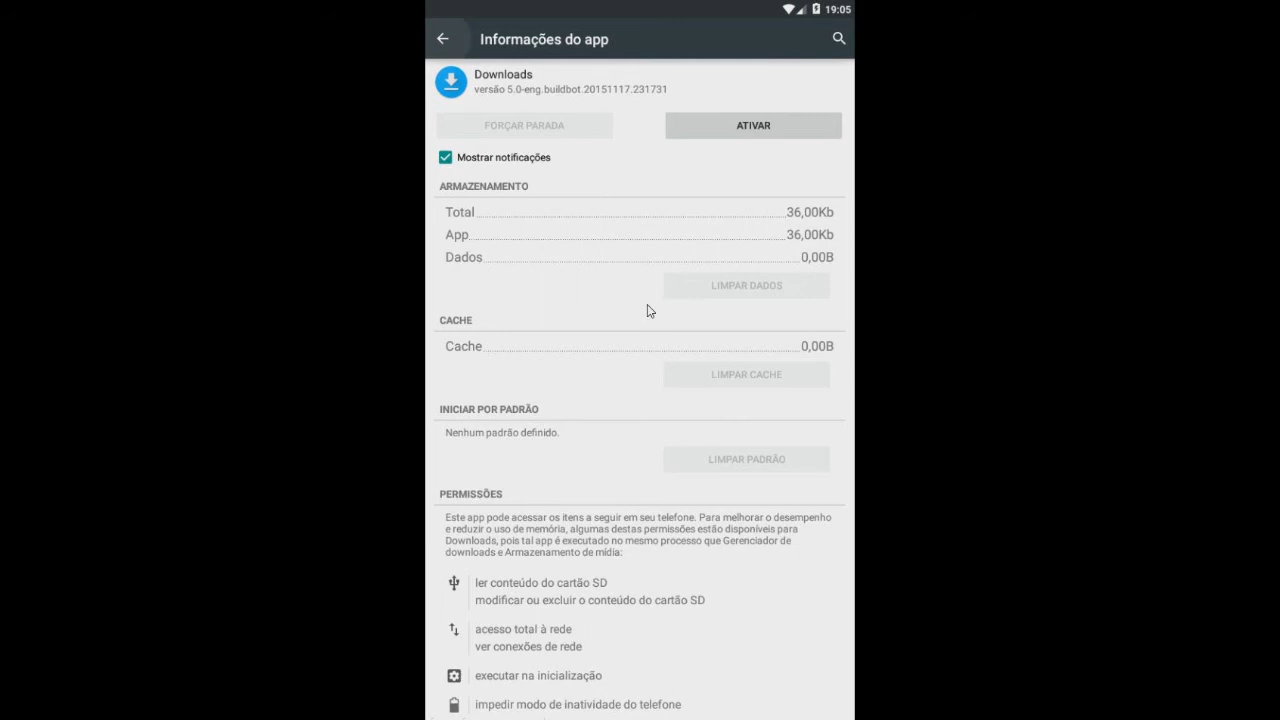 19:05
Informações do app
Downloads
versão 5.0-eng.buildbot.20151117.231731
FORÇAR PARADA
ATIVAR
Mostrar notificações
ARMAZENAMENTO
Total 36,00Kb
App 36,00Kb
Dados 0,00B
LIMPAR DADOS
CACHE
Cache 0,00B
LIMPAR CACHE
INICIAR POR PADRÃO
Nenhum padrão definido.
LIMPAR PADRÃO
PERMISSÕES
Este app pode acessar os itens a seguir em seu telefone. Para melhorar o desempenho
e reduzir o uso de memória, algumas destas permissões estão disponíveis para
Downloads, pois tal app é executado no mesmo processo que Gerenciador de
downloads e Armazenamento de mídia:
ler conteúdo do cartão SD
modificar ou excluir o conteúdo do cartão SD
acesso total à rede
ver conexões de rede
executar na inicialização
impedir modo de inatividade do telefone